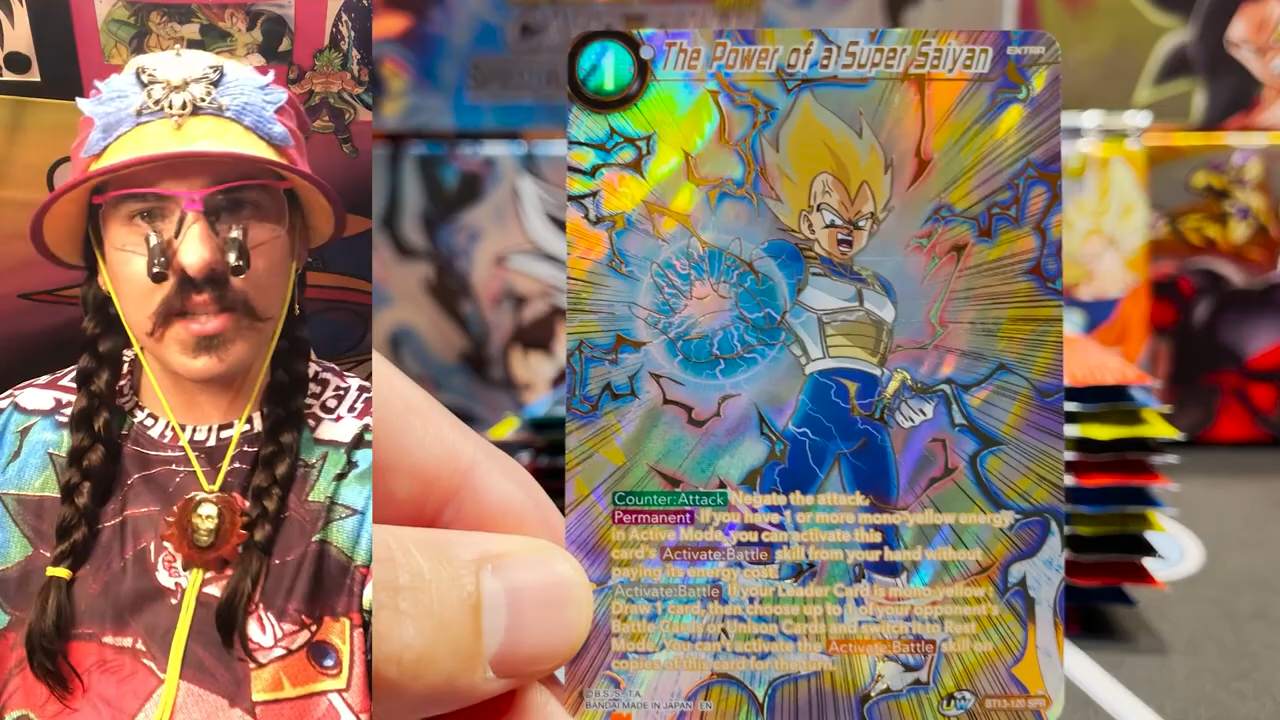 1
The Power of a Super Saiyan
EXTRA
Counter:Attack Negate the attack.
Permanent If you have 1 or more mono-yellow energy
in Active Mode, you can activate this
card's Activate:Battle skill from your hand without
paying its energy cost.
Activate:Battle If your Leader Card is mono-yellow :
Draw 1 card, then choose up to 1 of your opponent's
Battle Cards or Unison Cards and switch it to Rest
Mode. You can't activate the Activate:Battle skill on
copies of this card for the turn.
©B.S.,S.,T.A.
BANDAI MADE IN JAPAN EN
UW
BT13-120 SPR